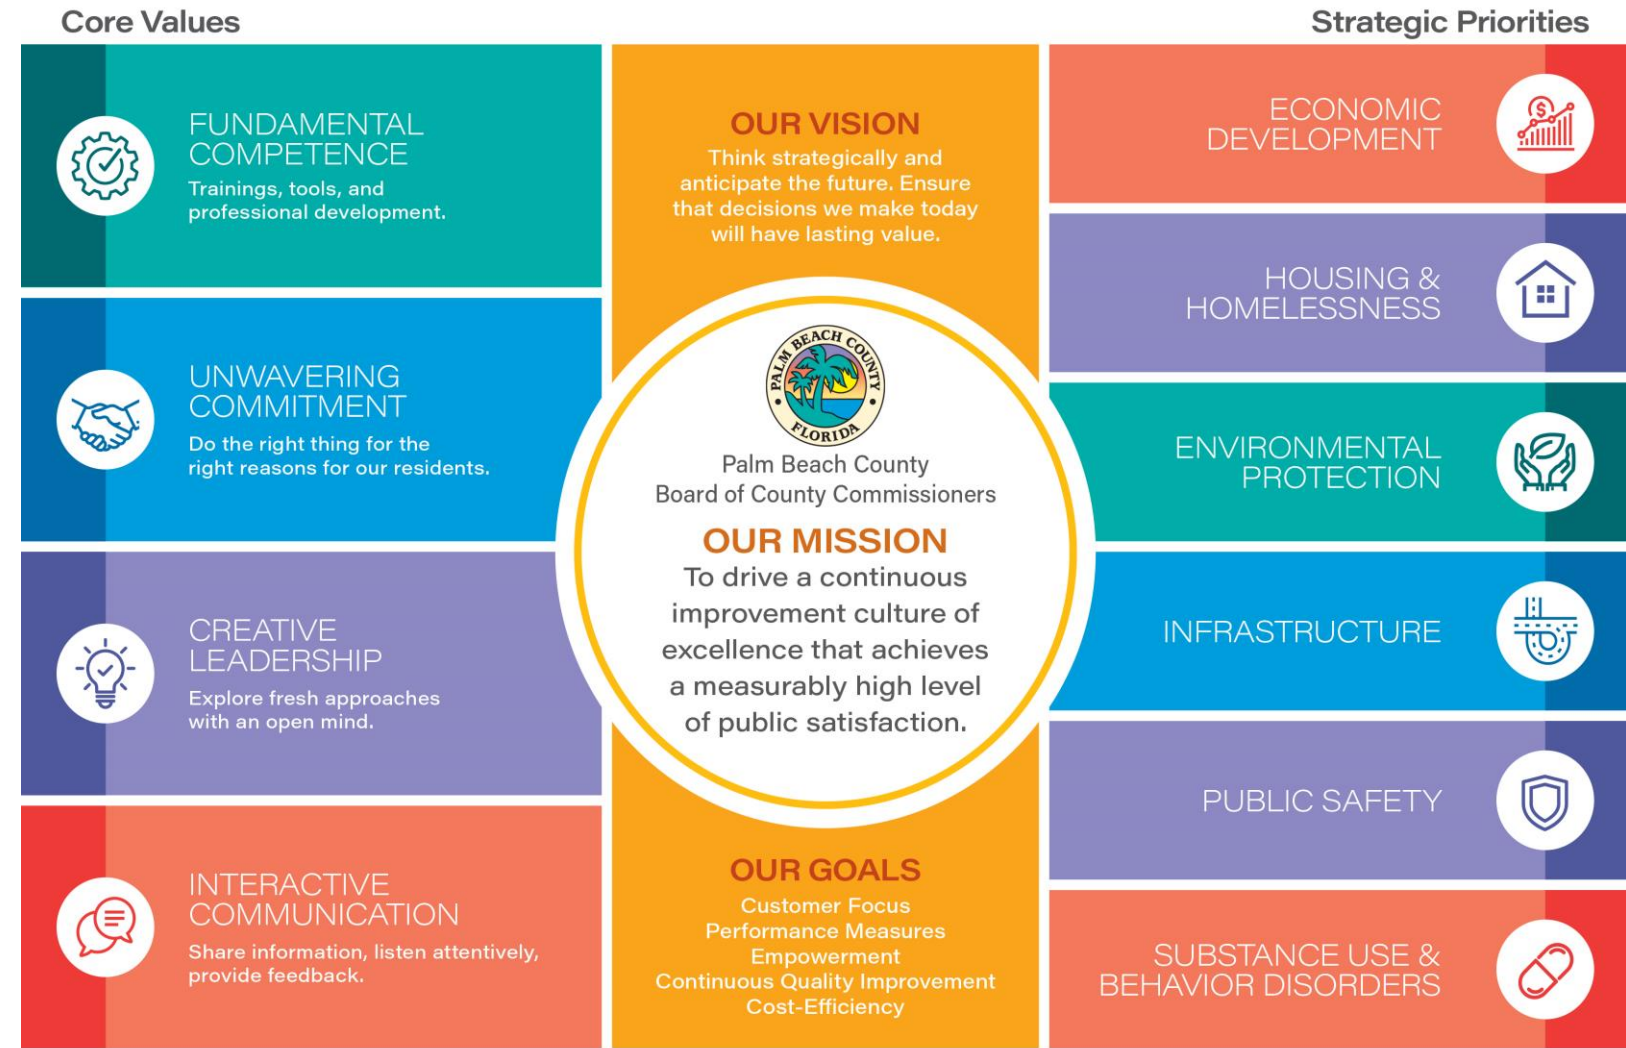 Core Values
FUNDAMENTAL
COMPETENCE
Trainings, tools, and
professional development.
UNWAVERING
COMMITMENT
Do the right thing for the
right reasons for our residents.
CREATIVE
LEADERSHIP
Explore fresh approaches
with an open mind.
INTERACTIVE
COMMUNICATION
Share information, listen attentively,
provide feedback.
OUR VISION
Think strategically and
anticipate the future. Ensure
that decisions we make today
will have lasting value.
PALM BEACH COUNTY
FLORIDA
Palm Beach County
Board of County Commissioners
OUR MISSION
To drive a continuous
improvement culture of
excellence that achieves
a measurably high level
of public satisfaction.
OUR GOALS
Customer Focus
Performance Measures
Empowerment
Continuous Quality Improvement
Cost-Efficiency
Strategic Priorities
ECONOMIC
DEVELOPMENT
$
HOUSING &
HOMELESSNESS
ENVIRONMENTAL
PROTECTION
INFRASTRUCTURE
PUBLIC SAFETY
SUBSTANCE USE &
BEHAVIOR DISORDERS